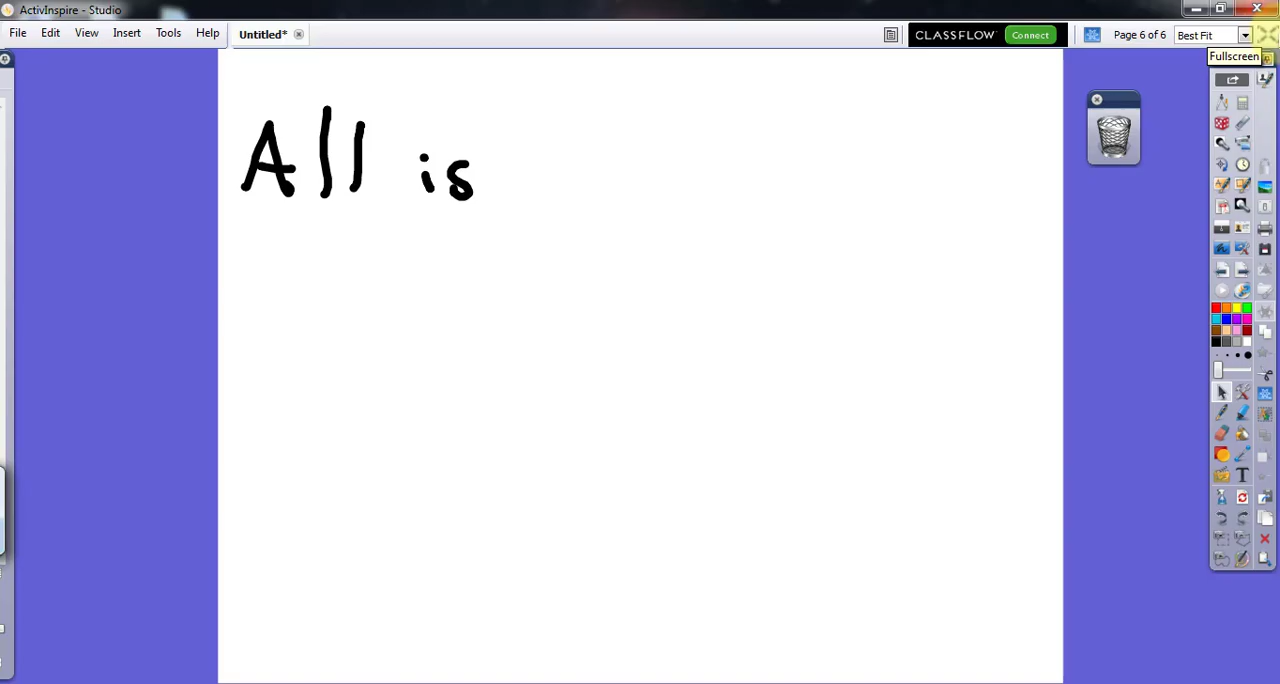 ActivInspire - Studio
File Edit View Insert Tools Help Untitled* CLASSFLOW Connect Page 6 of 6 Best Fit
Fullscreen
All is